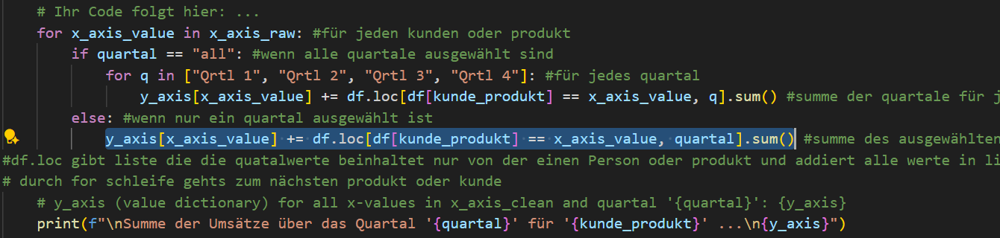 # Ihr Code folgt hier: ...
for x_axis_value in x_axis_raw: #für jeden kunden oder produkt
if quartal == "all": #wenn alle quartale ausgewählt sind
for q in ["Qrtl 1", "Qrtl 2", "Qrtl 3", "Qrtl 4"]: #für jedes quartal
y_axis[x_axis_value] += df.loc[df[kunde_produkt] == x_axis_value, q].sum() #summe der quartale für
else: #wenn nur ein quartal ausgewählt ist
y_axis[x_axis_value] += df.loc[df[kunde_produkt] == x_axis_value, quartal].sum() #summe des ausgewählten
#df.loc gibt liste die die quatalwerte beinhaltet nur von der einen Person oder produkt und addiert alle werte in
# durch for schleife gehts zum nächsten produkt oder kunde
# y_axis (value dictionary) for all x-values in x_axis_clean and quartal '{quartal}': {y_axis}
print(f"\nSumme der Umsätze über das Quartal '{quartal}' für '{kunde_produkt}' ...\n{y_axis}")